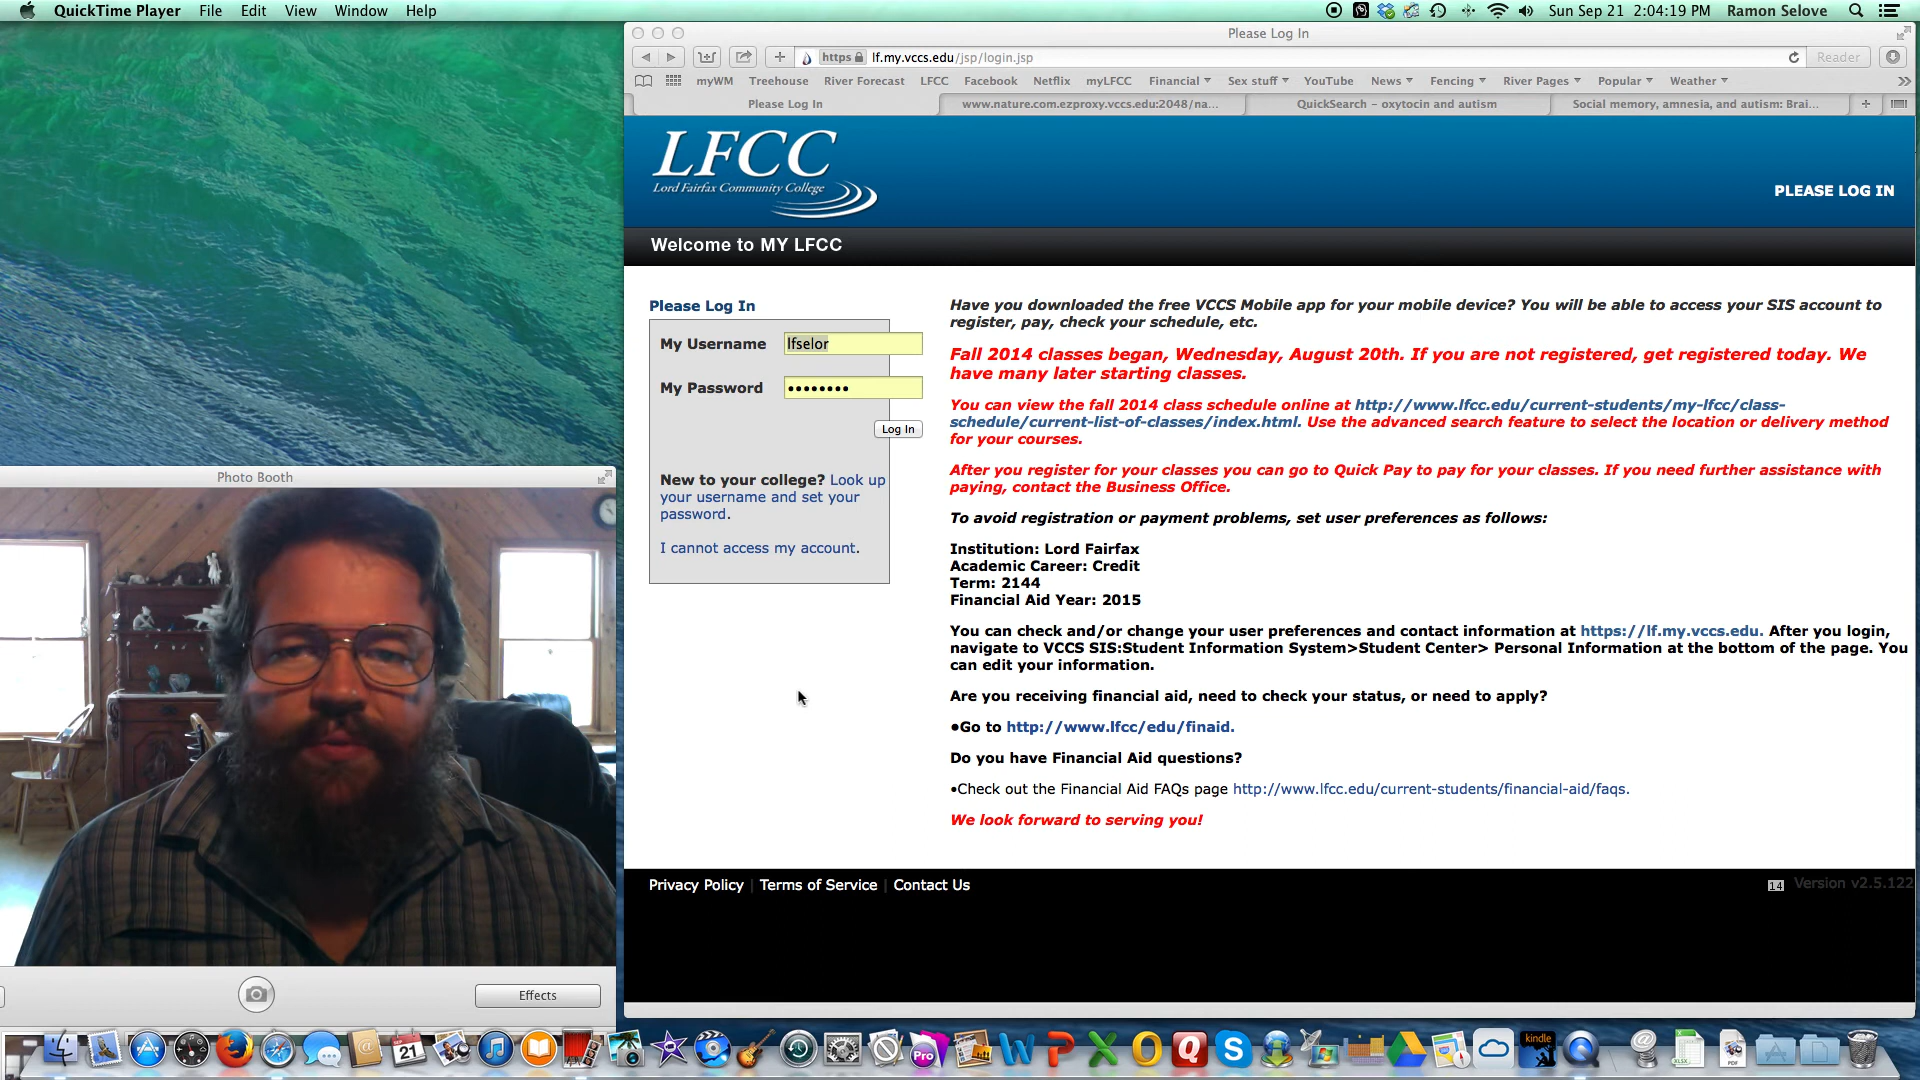 QuickTime Player File Edit View Window Help
Sun Sep 21 2:04:19 PM Ramon Selove
Please Log In
https lf.my.vccs.edu/jsp/login.jsp
Reader
myWM Treehouse River Forecast LFCC Facebook Netflix myLFCC Financial Sex stuff YouTube News Fencing River Pages Popular Weather
Please Log In
www.nature.com.ezproxy.vccs.edu:2048/na...
QuickSearch – oxytocin and autism
Social memory, amnesia, and autism: Brai...
LFCC
Lord Fairfax Community College
PLEASE LOG IN
Welcome to MY LFCC
Please Log In
My Username lfselor
My Password ••••••••
Log In
New to your college? Look up
your username and set your
password.
I cannot access my account.
Have you downloaded the free VCCS Mobile app for your mobile device? You will be able to access your SIS account to
register, pay, check your schedule, etc.
Fall 2014 classes began, Wednesday, August 20th. If you are not registered, get registered today. We
have many later starting classes.
You can view the fall 2014 class schedule online at http://www.lfcc.edu/current-students/my-lfcc/class-
schedule/current-list-of-classes/index.html. Use the advanced search feature to select the location or delivery method
for your courses.
After you register for your classes you can go to Quick Pay to pay for your classes. If you need further assistance with
paying, contact the Business Office.
To avoid registration or payment problems, set user preferences as follows:
Institution: Lord Fairfax
Academic Career: Credit
Term: 2144
Financial Aid Year: 2015
You can check and/or change your user preferences and contact information at https://lf.my.vccs.edu. After you login,
navigate to VCCS SIS:Student Information System>Student Center> Personal Information at the bottom of the page. You
can edit your information.
Are you receiving financial aid, need to check your status, or need to apply?
•Go to http://www.lfcc/edu/finaid.
Do you have Financial Aid questions?
•Check out the Financial Aid FAQs page http://www.lfcc.edu/current-students/financial-aid/faqs.
We look forward to serving you!
Privacy Policy | Terms of Service | Contact Us
14 Version v2.5.122
Photo Booth
Effects
SEP
21
Pro
kindle
XLSX
PDF